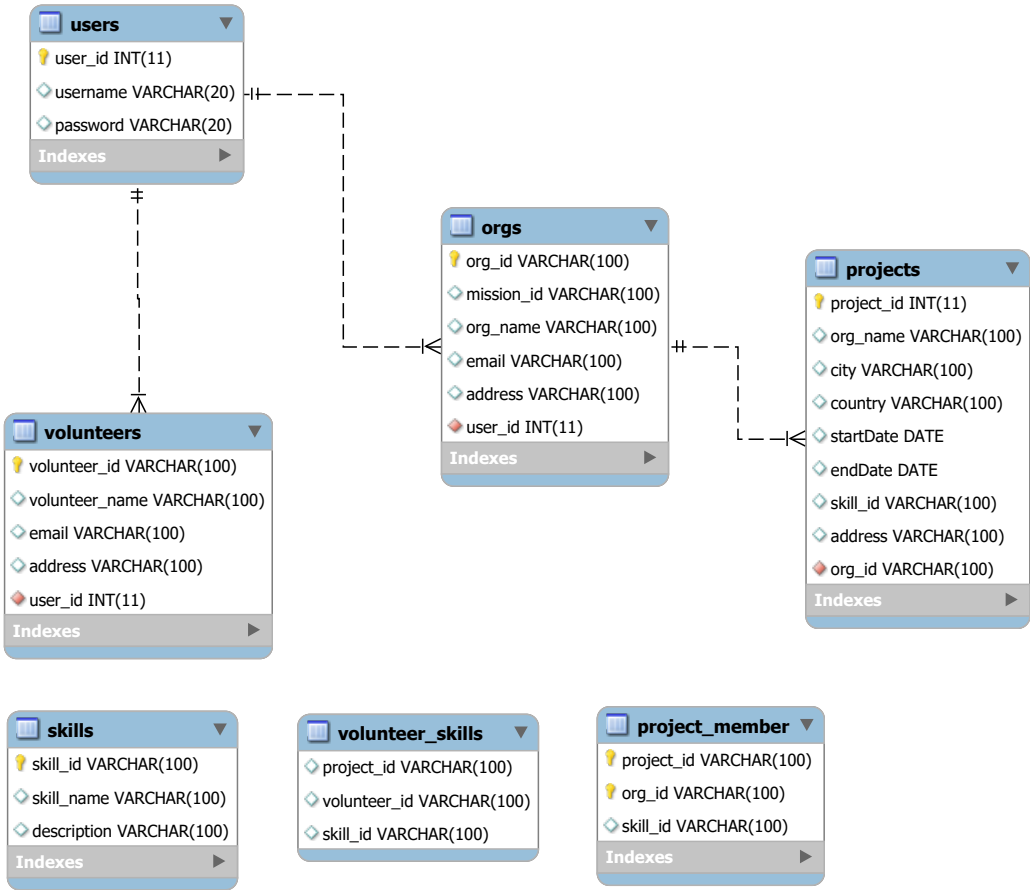 users
user_id INT(11)
username VARCHAR(20)
password VARCHAR(20)
Indexes
orgs
org_id VARCHAR(100)
mission_id VARCHAR(100)
org_name VARCHAR(100)
email VARCHAR(100)
address VARCHAR(100)
user_id INT(11)
Indexes
projects
project_id INT(11)
org_name VARCHAR(100)
city VARCHAR(100)
country VARCHAR(100)
startDate DATE
endDate DATE
skill_id VARCHAR(100)
address VARCHAR(100)
org_id VARCHAR(100)
Indexes
volunteers
volunteer_id VARCHAR(100)
volunteer_name VARCHAR(100)
email VARCHAR(100)
address VARCHAR(100)
user_id INT(11)
Indexes
skills
skill_id VARCHAR(100)
skill_name VARCHAR(100)
description VARCHAR(100)
Indexes
volunteer_skills
project_id VARCHAR(100)
volunteer_id VARCHAR(100)
skill_id VARCHAR(100)
project_member
project_id VARCHAR(100)
org_id VARCHAR(100)
skill_id VARCHAR(100)
Indexes